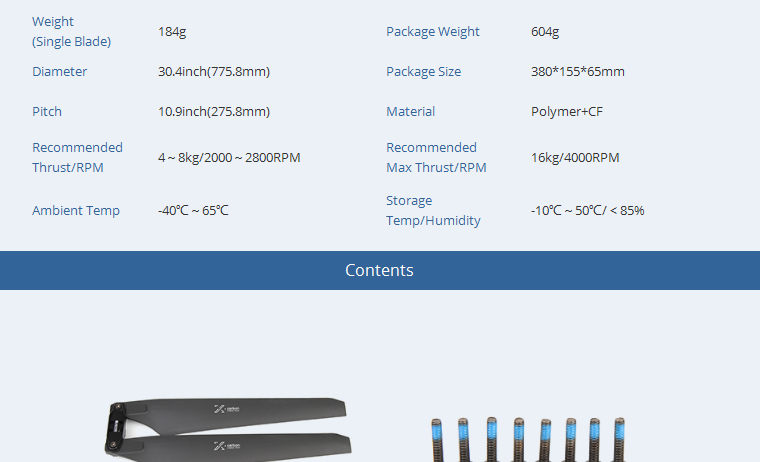 Weight
(Single Blade)
184g
Package Weight
604g
Diameter
30.4inch(775.8mm)
Package Size
380*155*65mm
Pitch
10.9inch(275.8mm)
Material
Polymer+CF
Recommended
Thrust/RPM
4～8kg/2000～2800RPM
Recommended
Max Thrust/RPM
16kg/4000RPM
Ambient Temp
-40℃～65℃
Storage
Temp/Humidity
-10℃～50℃/ < 85%
Contents